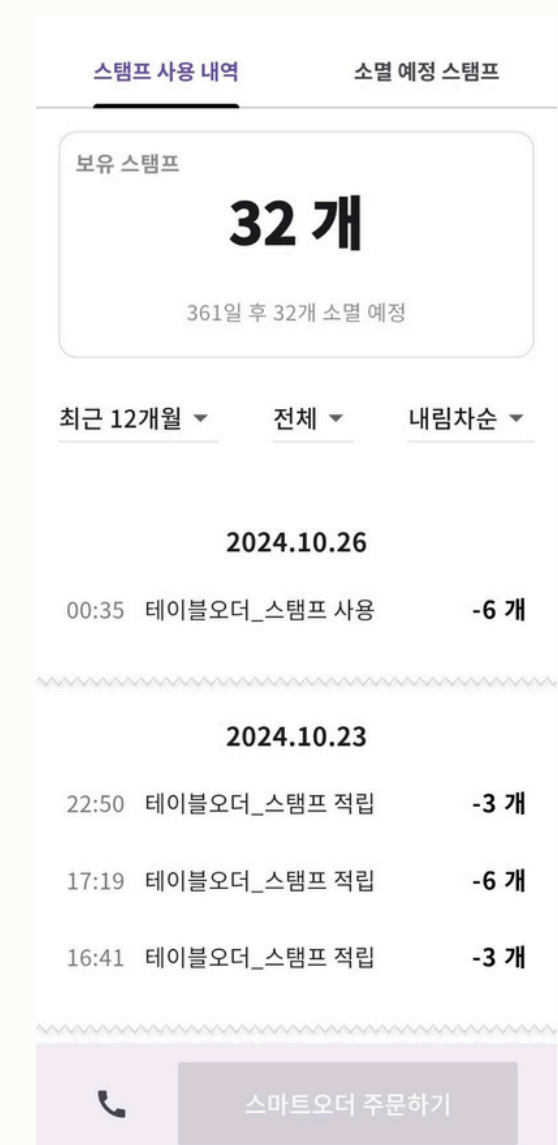 스탬프 사용 내역 소멸 예정 스탬프
보유 스탬프
32 개
361일 후 32개 소멸 예정
최근 12개월 전체 내림차순
2024.10.26
00:35 테이블오더_스탬프 사용 -6 개
2024.10.23
22:50 테이블오더_스탬프 적립 -3 개
17:19 테이블오더_스탬프 적립 -6 개
16:41 테이블오더_스탬프 적립 -3 개
스마트오더 주문하기